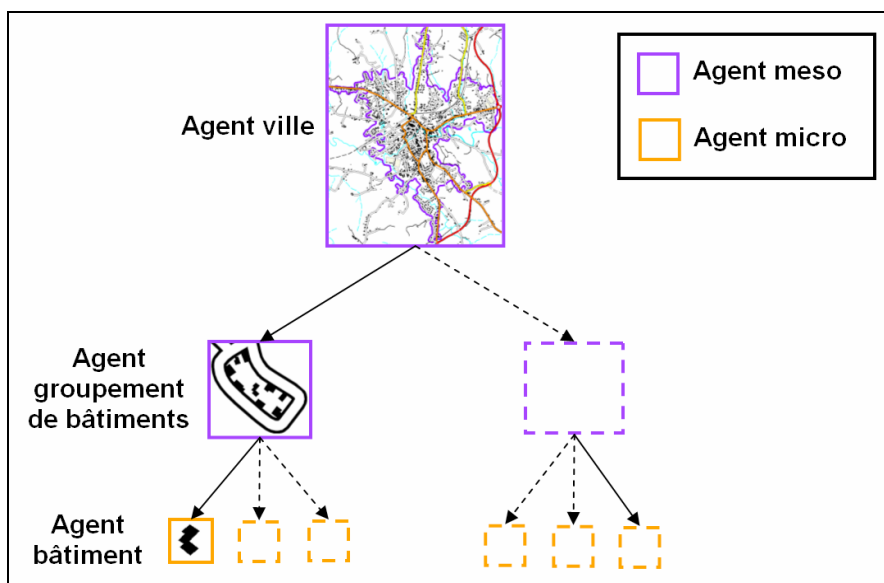 Agent ville
Agent meso
Agent micro
Agent
groupement
de bâtiments
Agent
bâtiment